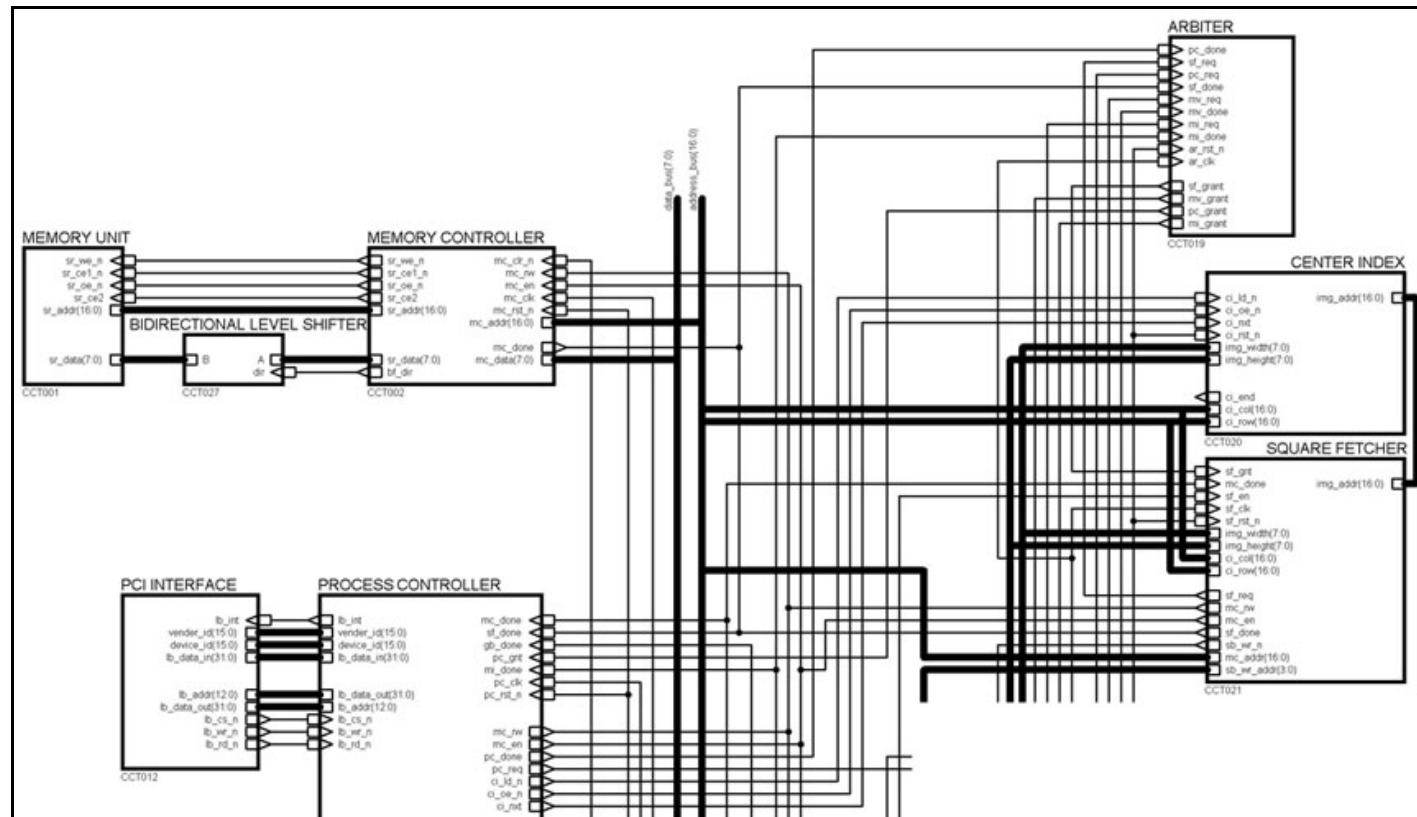 ARBITER
pc_done
sf_req
pc_req
sf_done
mv_req
mv_done
mi_req
mi_done
ar_rst_n
ar_clk
sf_grant
mv_grant
pc_grant
mi_grant
CCT019
data_bus(7:0)
address_bus(16:0)
MEMORY UNIT
sr_we_n
sr_ce1_n
sr_oe_n
sr_ce2
sr_addr(16:0)
sr_data(7:0)
CCT001
BIDIRECTIONAL LEVEL SHIFTER
B
A
dir
CCT027
MEMORY CONTROLLER
sr_we_n
sr_ce1_n
sr_oe_n
sr_ce2
sr_addr(16:0)
sr_data(7:0)
bf_dir
mc_clr_n
mc_rw
mc_en
mc_clk
mc_rst_n
mc_addr(16:0)
mc_done
mc_data(7:0)
CCT002
CENTER INDEX
ci_ld_n
ci_oe_n
ci_nxt
ci_rst_n
img_width(7:0)
img_height(7:0)
ci_end
ci_col(16:0)
ci_row(16:0)
img_addr(16:0)
CCT020
SQUARE FETCHER
sf_gnt
mc_done
sf_en
sf_clk
sf_rst_n
img_width(7:0)
img_height(7:0)
ci_col(16:0)
ci_row(16:0)
sf_req
mc_rw
mc_en
sf_done
sb_wr_n
mc_addr(16:0)
sb_wr_addr(3:0)
img_addr(16:0)
CCT021
PCI INTERFACE
lb_int
vender_id(15:0)
device_id(15:0)
lb_data_in(31:0)
lb_addr(12:0)
lb_data_out(31:0)
lb_cs_n
lb_wr_n
lb_rd_n
CCT012
PROCESS CONTROLLER
lb_int
vender_id(15:0)
device_id(15:0)
lb_data_in(31:0)
lb_data_out(31:0)
lb_addr(12:0)
lb_cs_n
lb_wr_n
lb_rd_n
mc_done
sf_done
gb_done
pc_gnt
mi_done
pc_clk
pc_rst_n
mc_rw
mc_en
pc_done
pc_req
ci_ld_n
ci_oe_n
ci_nxt